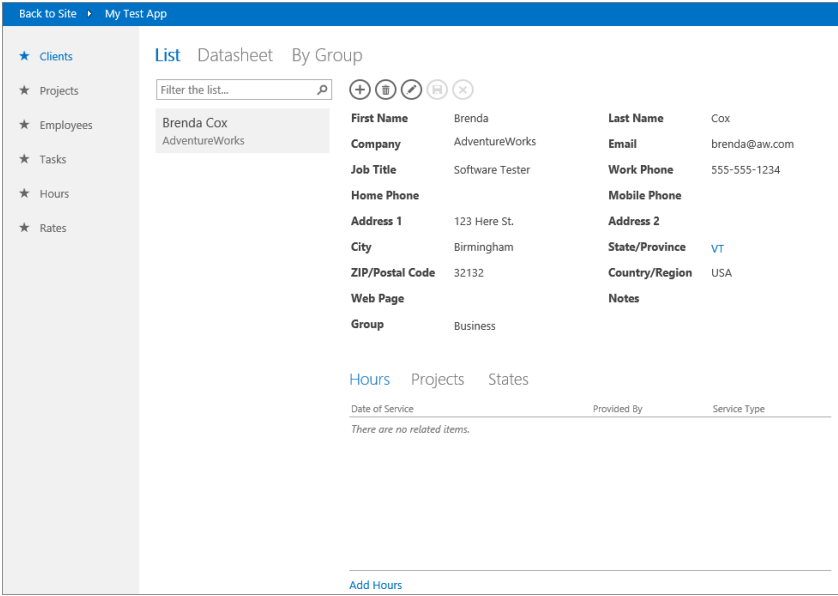 Back to Site My Test App
Clients
Projects
Employees
Tasks
Hours
Rates
List Datasheet By Group
Filter the list...
Brenda Cox
AdventureWorks
First Name Brenda Last Name Cox
Company AdventureWorks Email brenda@aw.com
Job Title Software Tester Work Phone 555-555-1234
Home Phone Mobile Phone
Address 1 123 Here St. Address 2
City Birmingham State/Province VT
ZIP/Postal Code 32132 Country/Region USA
Web Page Notes
Group Business
Hours Projects States
Date of Service Provided By Service Type
There are no related items.
Add Hours